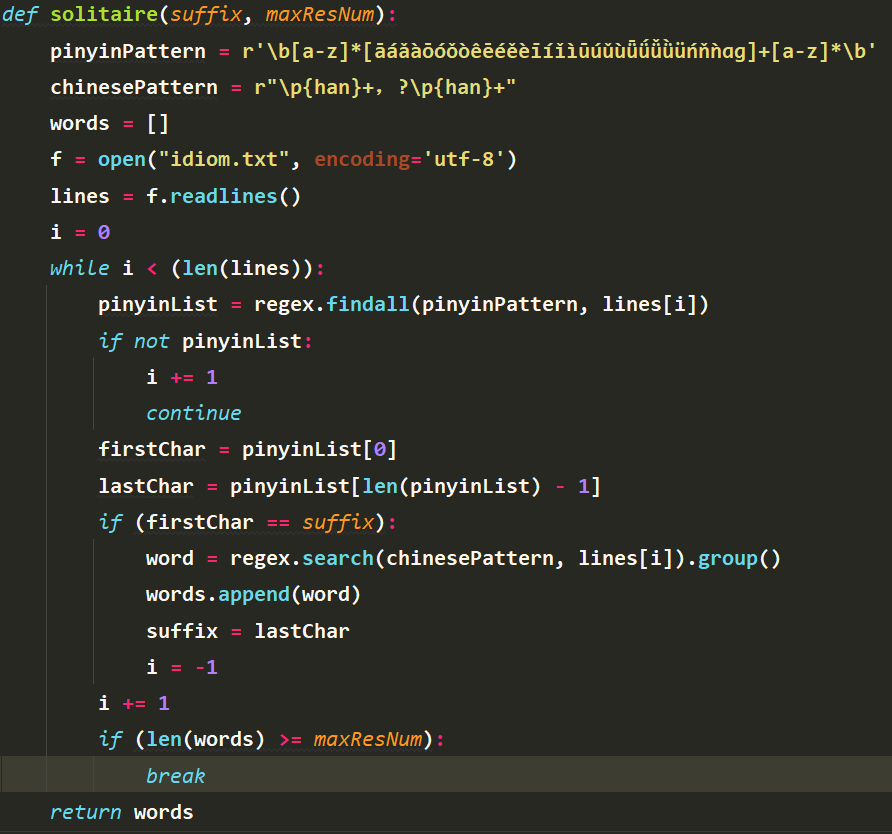 def solitaire(suffix, maxResNum):
    pinyinPattern = r'\b[a-z]*[āáǎàōóǒòêēéěèīíǐìūúǔùǖǘǚǜüńňǹɑg]+[a-z]*\b'
    chinesePattern = r"\p{han}+, ?\p{han}+"
    words = []
    f = open("idiom.txt", encoding='utf-8')
    lines = f.readlines()
    i = 0
    while i < (len(lines)):
        pinyinList = regex.findall(pinyinPattern, lines[i])
        if not pinyinList:
            i += 1
            continue
        firstChar = pinyinList[0]
        lastChar = pinyinList[len(pinyinList) - 1]
        if (firstChar == suffix):
            word = regex.search(chinesePattern, lines[i]).group()
            words.append(word)
            suffix = lastChar
            i = -1
        i += 1
        if (len(words) >= maxResNum):
            break
    return words